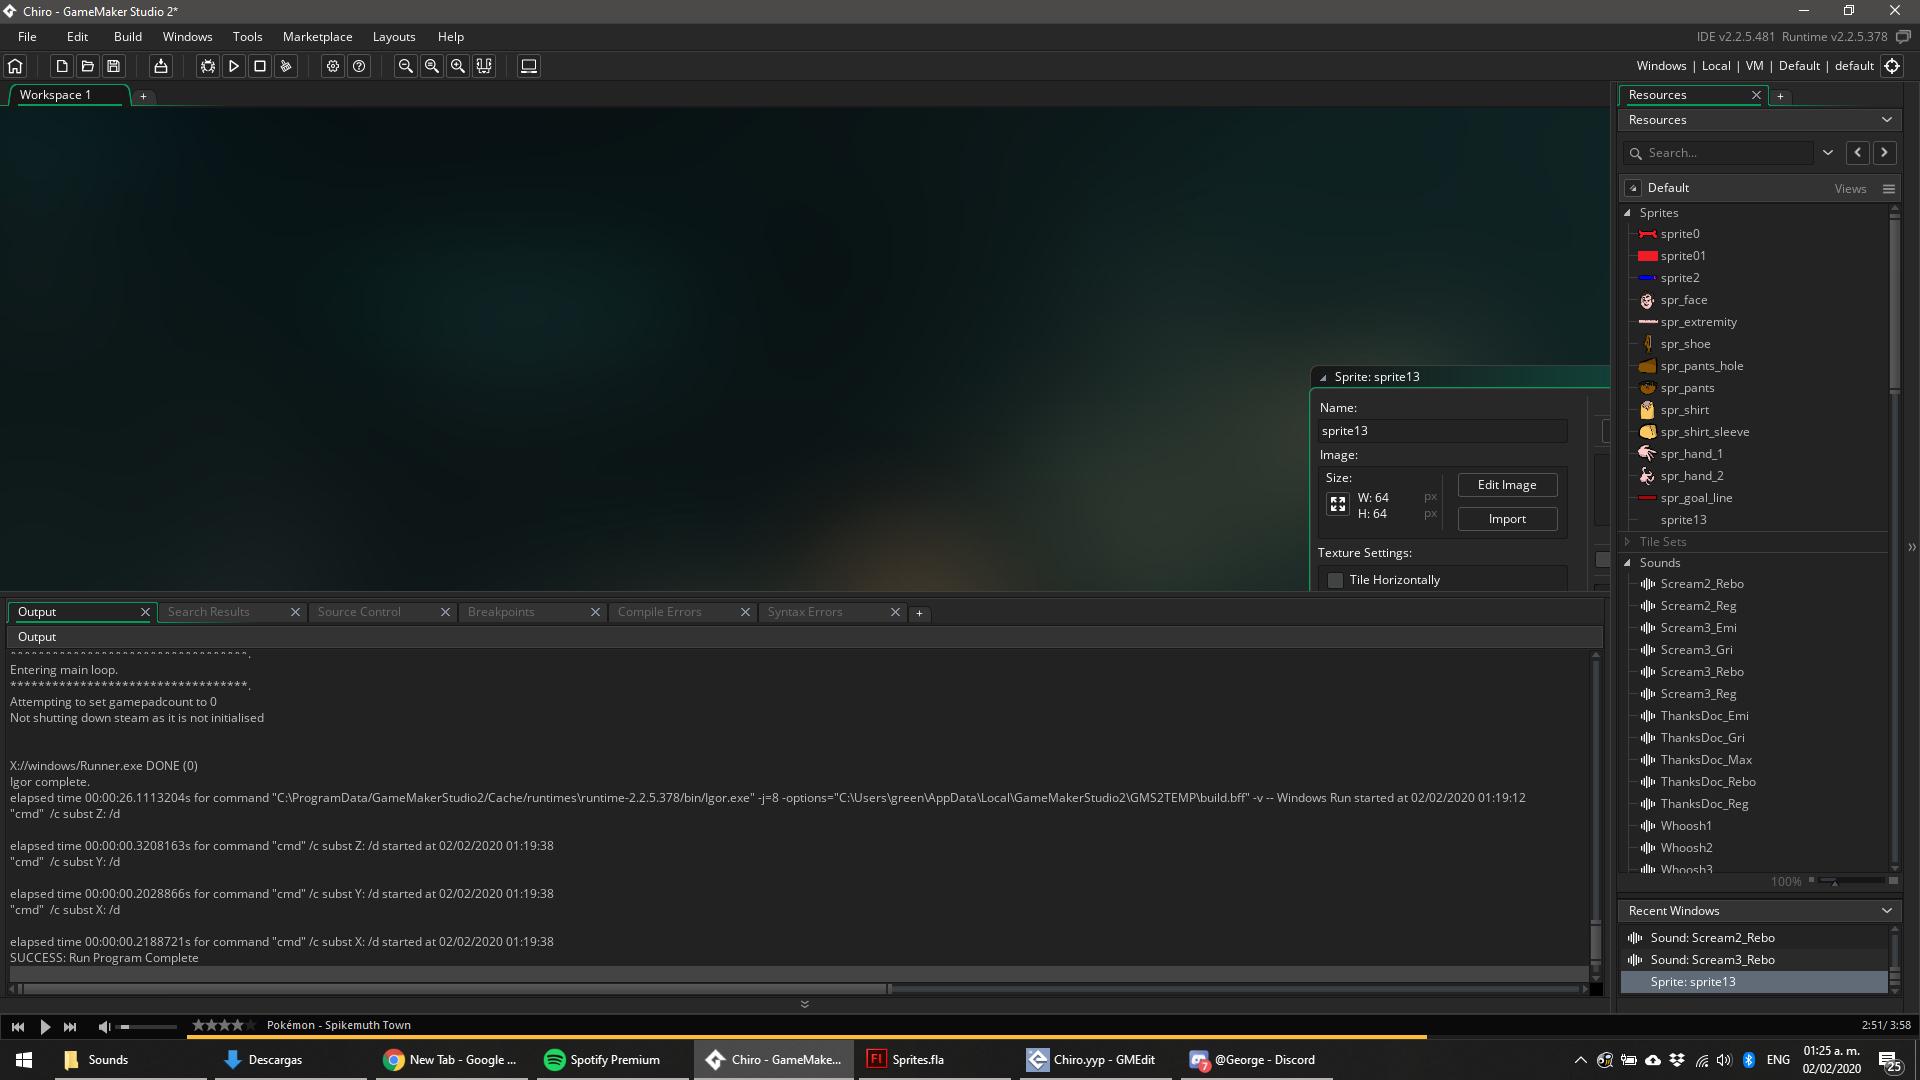 Chiro - GameMaker Studio 2*
File Edit Build Windows Tools Marketplace Layouts Help
IDE v2.2.5.481 Runtime v2.2.5.378
Windows | Local | VM | Default | default
Workspace 1
Resources
Resources
Search...
Default Views
Sprites
sprite0
sprite01
sprite2
spr_face
spr_extremity
spr_shoe
spr_pants_hole
spr_pants
spr_shirt
spr_shirt_sleeve
spr_hand_1
spr_hand_2
spr_goal_line
sprite13
Tile Sets
Sounds
Scream2_Rebo
Scream2_Reg
Scream3_Emi
Scream3_Gri
Scream3_Rebo
Scream3_Reg
ThanksDoc_Emi
ThanksDoc_Gri
ThanksDoc_Max
ThanksDoc_Rebo
ThanksDoc_Reg
Whoosh1
Whoosh2
Whoosh3
100%
Recent Windows
Sound: Scream2_Rebo
Sound: Scream3_Rebo
Sprite: sprite13
Sprite: sprite13
Name:
sprite13
Image:
Size:
W: 64 px
H: 64 px
Edit Image
Import
Texture Settings:
Tile Horizontally
Output Search Results Source Control Breakpoints Compile Errors Syntax Errors
Output
***********************************.
Entering main loop.
***********************************.
Attempting to set gamepadcount to 0
Not shutting down steam as it is not initialised
X://windows/Runner.exe DONE (0)
Igor complete.
elapsed time 00:00:26.1113204s for command "C:\ProgramData/GameMakerStudio2/Cache/runtimes\runtime-2.2.5.378/bin/Igor.exe" -j=8 -options="C:\Users\green\AppData\Local\GameMakerStudio2\GMS2TEMP\build.bff" -v -- Windows Run started at 02/02/2020 01:19:12
"cmd" /c subst Z: /d
elapsed time 00:00:00.3208163s for command "cmd" /c subst Z: /d started at 02/02/2020 01:19:38
"cmd" /c subst Y: /d
elapsed time 00:00:00.2028866s for command "cmd" /c subst Y: /d started at 02/02/2020 01:19:38
"cmd" /c subst X: /d
elapsed time 00:00:00.2188721s for command "cmd" /c subst X: /d started at 02/02/2020 01:19:38
SUCCESS: Run Program Complete
Pokémon - Spikemuth Town
2:51/ 3:58
Sounds
Descargas
New Tab - Google ...
Spotify Premium
Chiro - GameMake...
Fl Sprites.fla
Chiro.yyp - GMEdit
7 @George - Discord
ENG
01:25 a. m.
02/02/2020
25